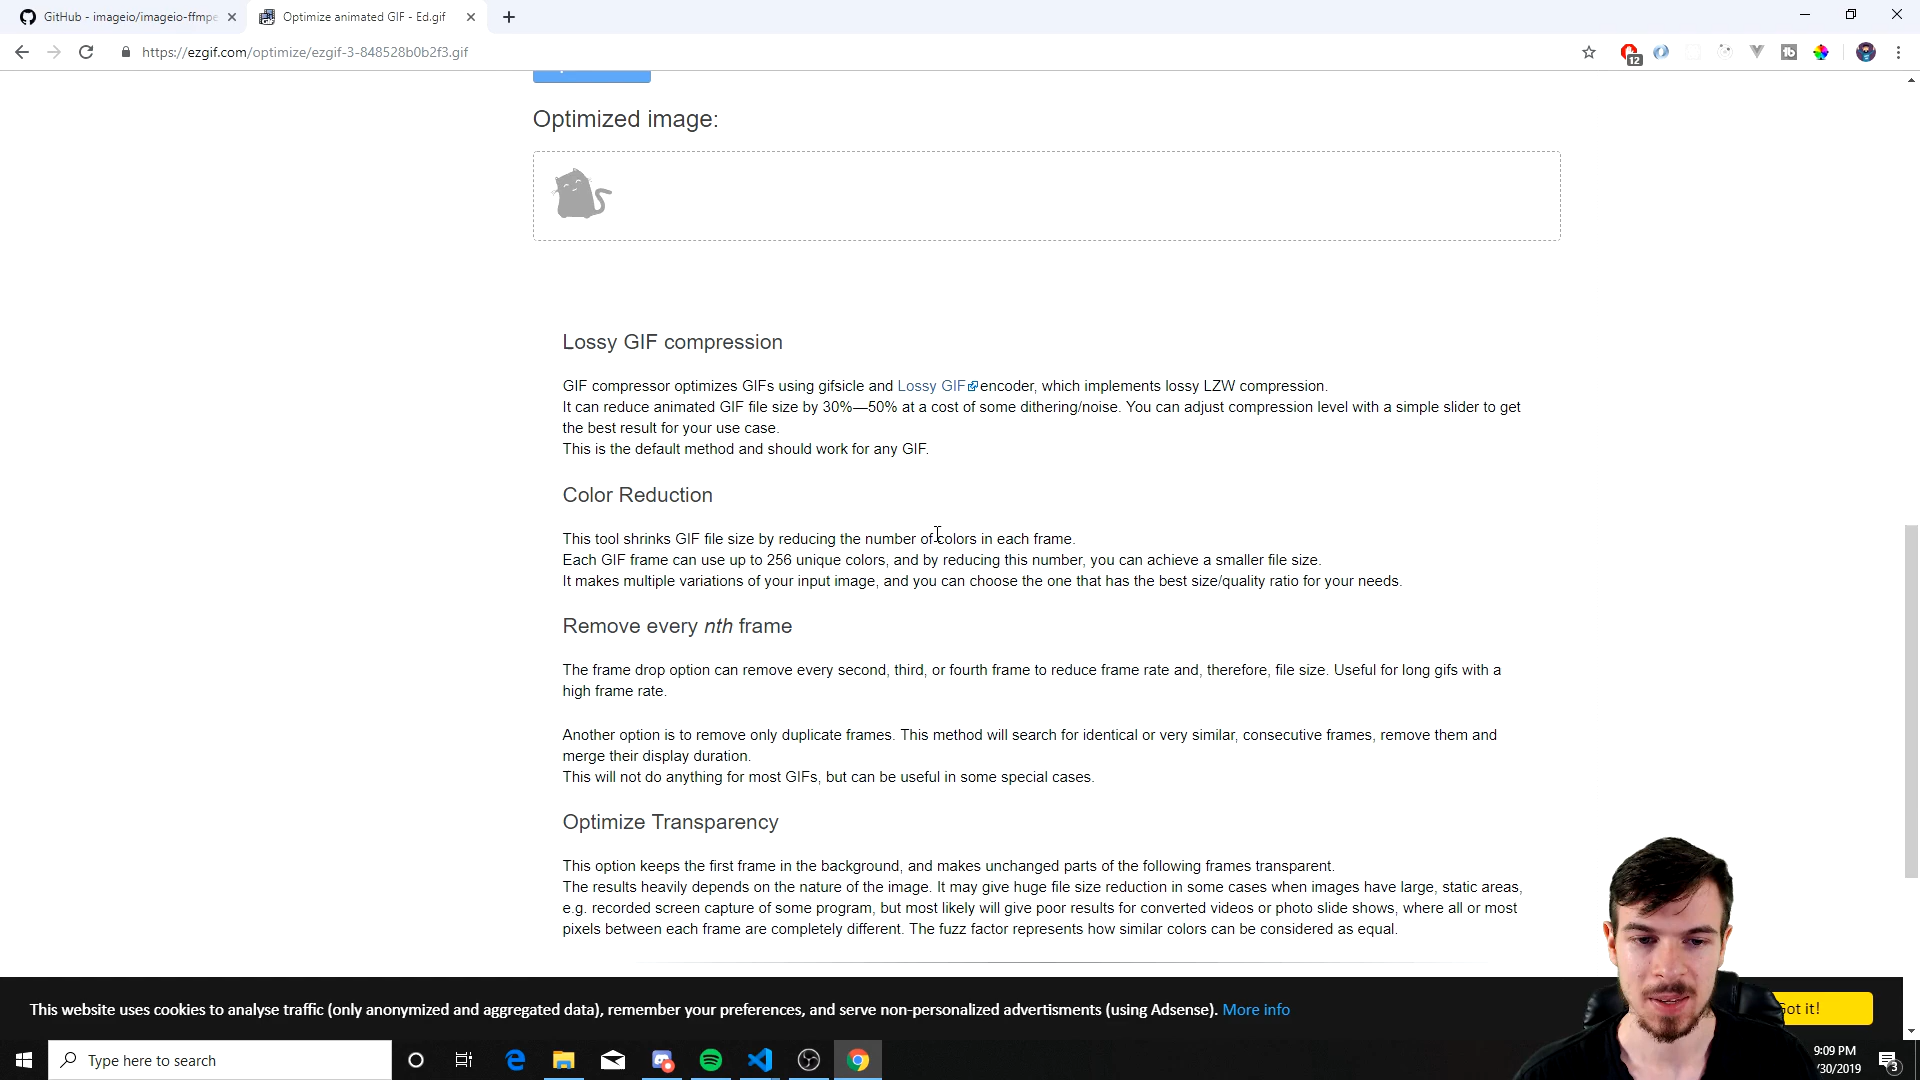 GitHub - imageio/imageio-ffmpe
Optimize animated GIF - Ed.gif
https://ezgif.com/optimize/ezgif-3-848528b0b2f3.gif
12
Optimized image:
Lossy GIF compression
GIF compressor optimizes GIFs using gifsicle and Lossy GIF encoder, which implements lossy LZW compression.
It can reduce animated GIF file size by 30%—50% at a cost of some dithering/noise. You can adjust compression level with a simple slider to get
the best result for your use case.
This is the default method and should work for any GIF.
Color Reduction
This tool shrinks GIF file size by reducing the number of colors in each frame.
Each GIF frame can use up to 256 unique colors, and by reducing this number, you can achieve a smaller file size.
It makes multiple variations of your input image, and you can choose the one that has the best size/quality ratio for your needs.
Remove every nth frame
The frame drop option can remove every second, third, or fourth frame to reduce frame rate and, therefore, file size. Useful for long gifs with a
high frame rate.
Another option is to remove only duplicate frames. This method will search for identical or very similar, consecutive frames, remove them and
merge their display duration.
This will not do anything for most GIFs, but can be useful in some special cases.
Optimize Transparency
This option keeps the first frame in the background, and makes unchanged parts of the following frames transparent.
The results heavily depends on the nature of the image. It may give huge file size reduction in some cases when images have large, static areas,
e.g. recorded screen capture of some program, but most likely will give poor results for converted videos or photo slide shows, where all or most
pixels between each frame are completely different. The fuzz factor represents how similar colors can be considered as equal.
This website uses cookies to analyse traffic (only anonymized and aggregated data), remember your preferences, and serve non-personalized advertisments (using Adsense). More info
Got it!
Type here to search
9:09 PM
/30/2019
3